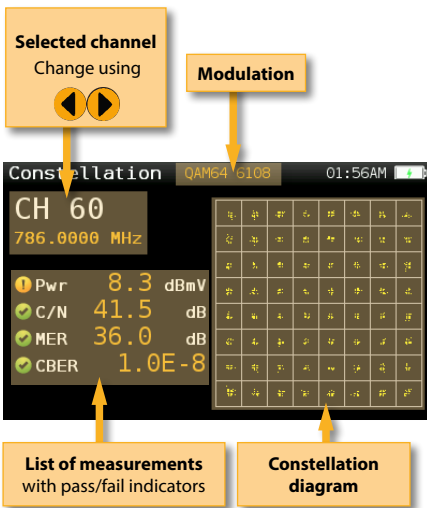 Selected channel
Change using
Modulation
Constellation QAM64 6108 01:56AM
CH 60
786.0000 MHz
Pwr 8.3 dBmV
C/N 41.5 dB
MER 36.0 dB
CBER 1.0E-8
List of measurements
with pass/fail indicators
Constellation
diagram